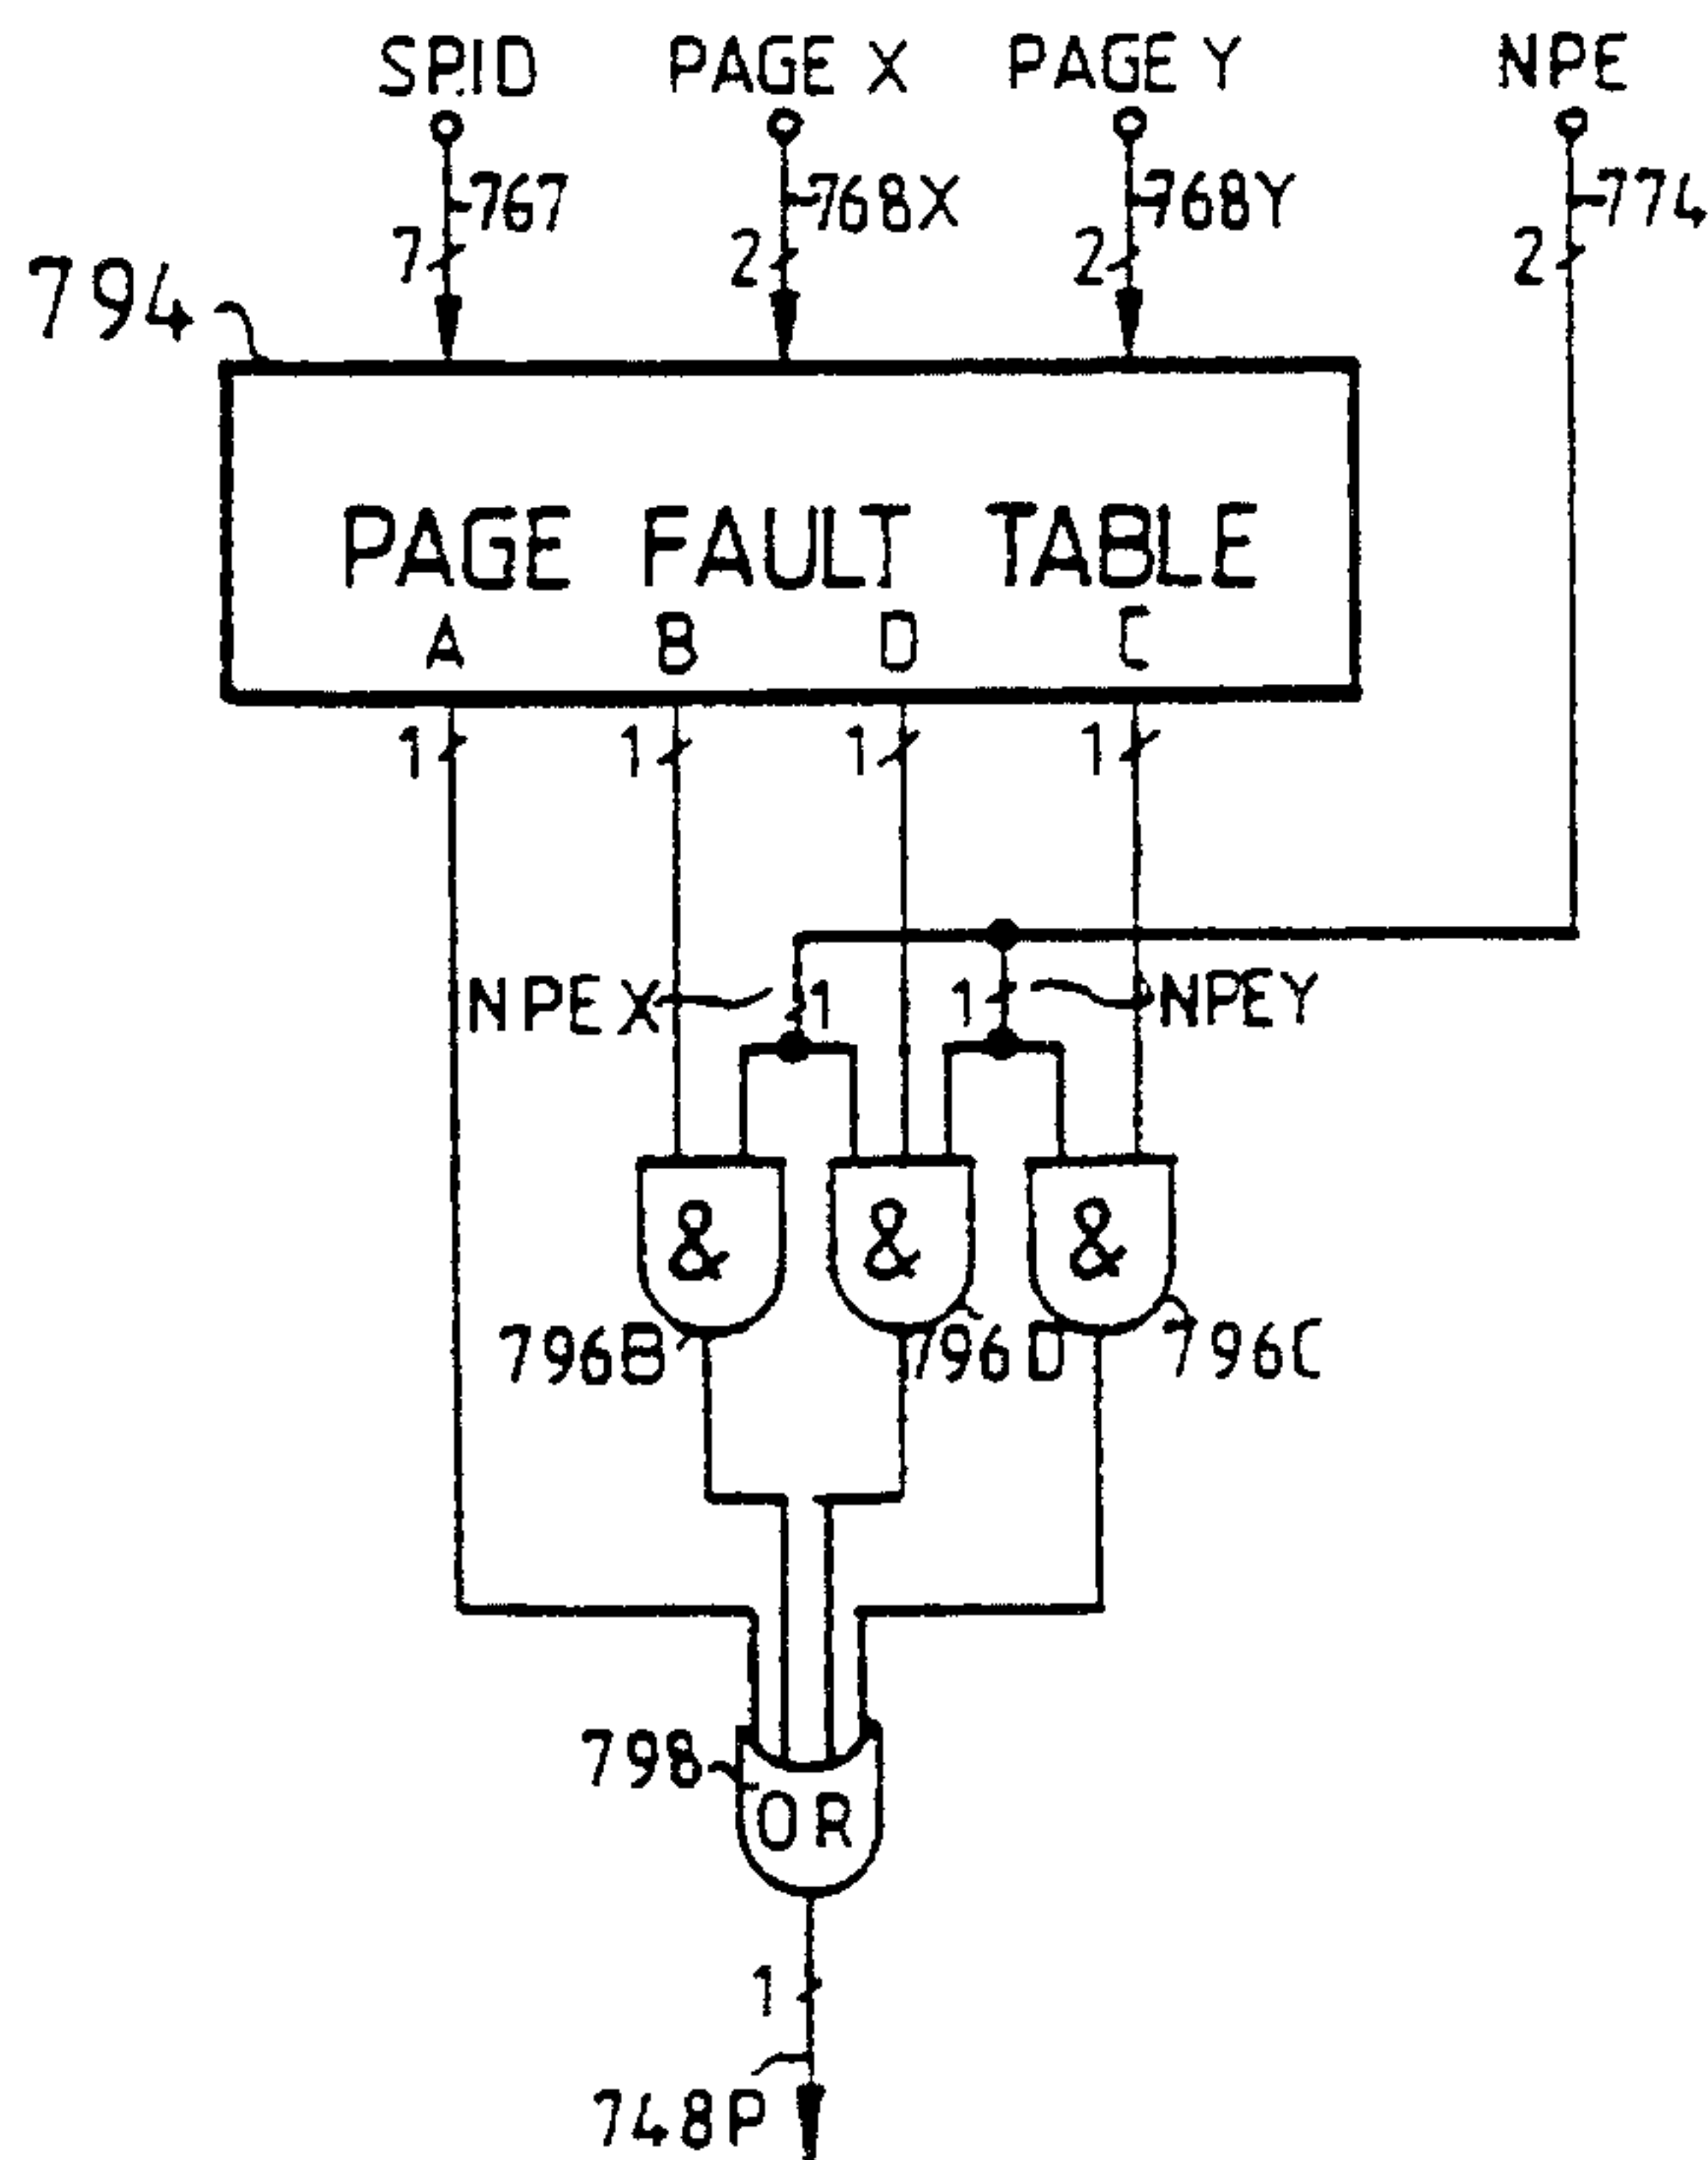 SPID PAGE X PAGE Y NPE
767 768X 768Y 774
7 2 2 2
794
PAGE FAULT TABLE
A B D C
1 1 1 1
NPEX 1 1 NPEY
& & &
796B 796D 796C
798
OR
1
748P